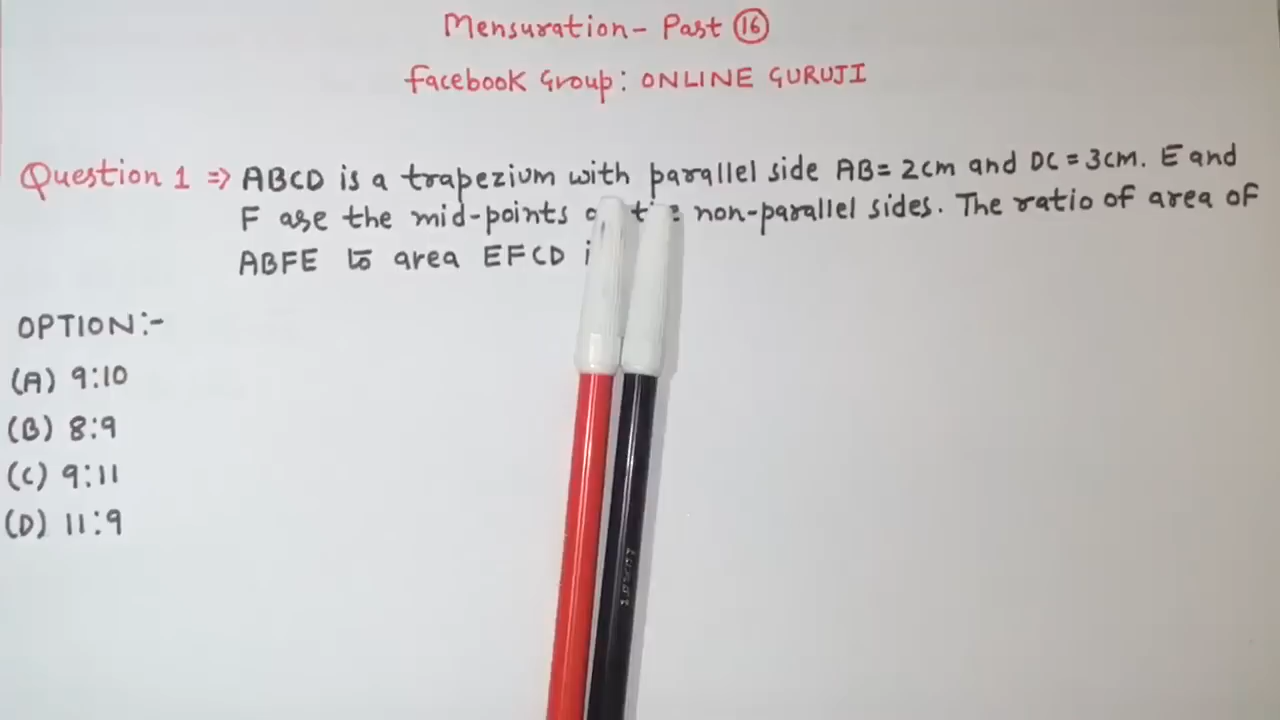 Mensuration- Part 16
Facebook Group: ONLINE GURUJI
Question 1 => ABCD is a trapezium with parallel side AB= 2cm and DC = 3cm. E and
F are the mid-points non-parallel sides. The ratio of area of
ABFE to area EFCD
OPTION:-
(A) 9:10
(B) 8:9
(C) 9:11
(D) 11:9